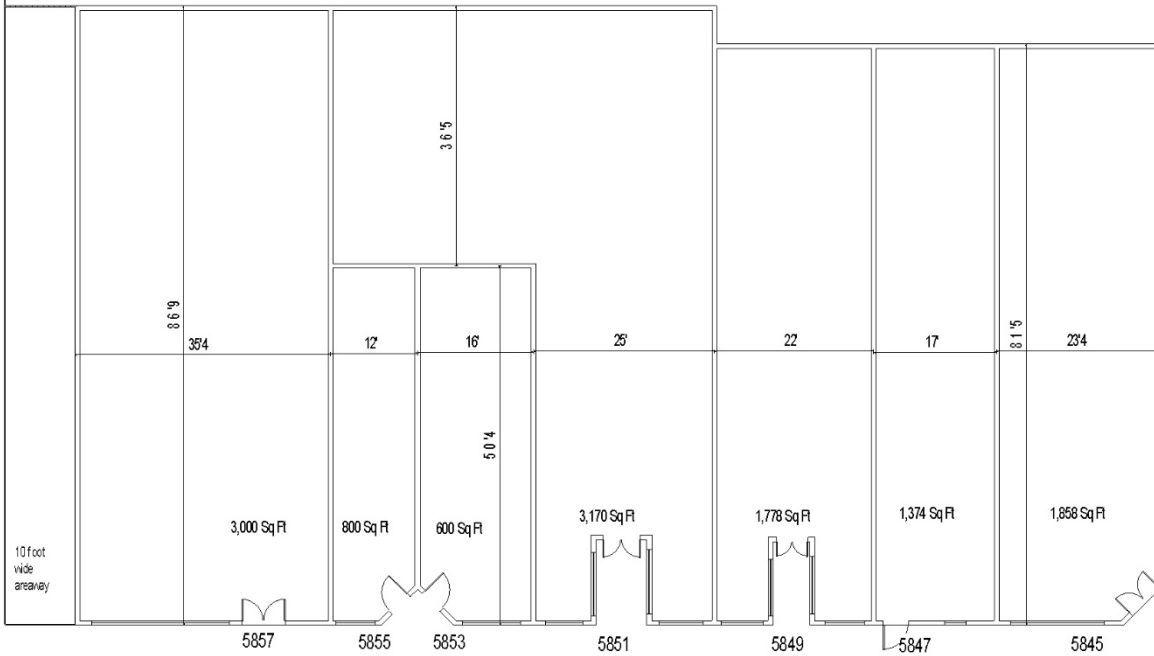 36'5
86'9
35'4
12'
16'
25'
22'
17'
81'5
23'4
50'4
3,000 Sq Ft
800 Sq Ft
600 Sq Ft
3,170 Sq Ft
1,778 Sq Ft
1,374 Sq Ft
1,858 Sq Ft
10 foot
wide
areaway
5857
5855
5853
5851
5849
5847
5845